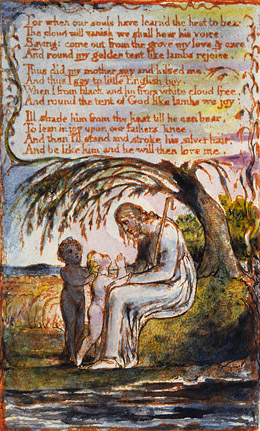 For when our souls have learn'd the heat to bear
The cloud will vanish we shall hear his voice.
Saying: come out from the grove my love & care
And round my golden tent like lambs rejoice.
Thus did my mother say and kissed me,
And thus I say to little English boy:
When I from black and he from white cloud free,
And round the tent of God like lambs we joy:
Ill shade him from the heat till he can bear,
To lean in joy upon our fathers knee
And then I'll stand and stroke his silver hair,
And be like him and he will then love me.